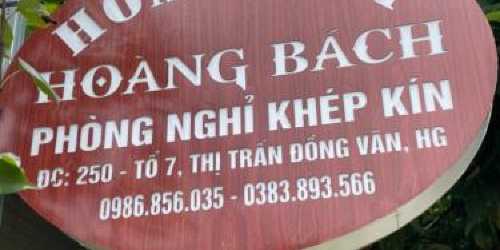 HOÀNG BÁCH
PHÒNG NGHỈ KHÉP KÍN
ĐC: 250 - TỔ 7, THỊ TRẤN ĐỒNG VĂN, HG
0986.856.035 - 0383.893.566